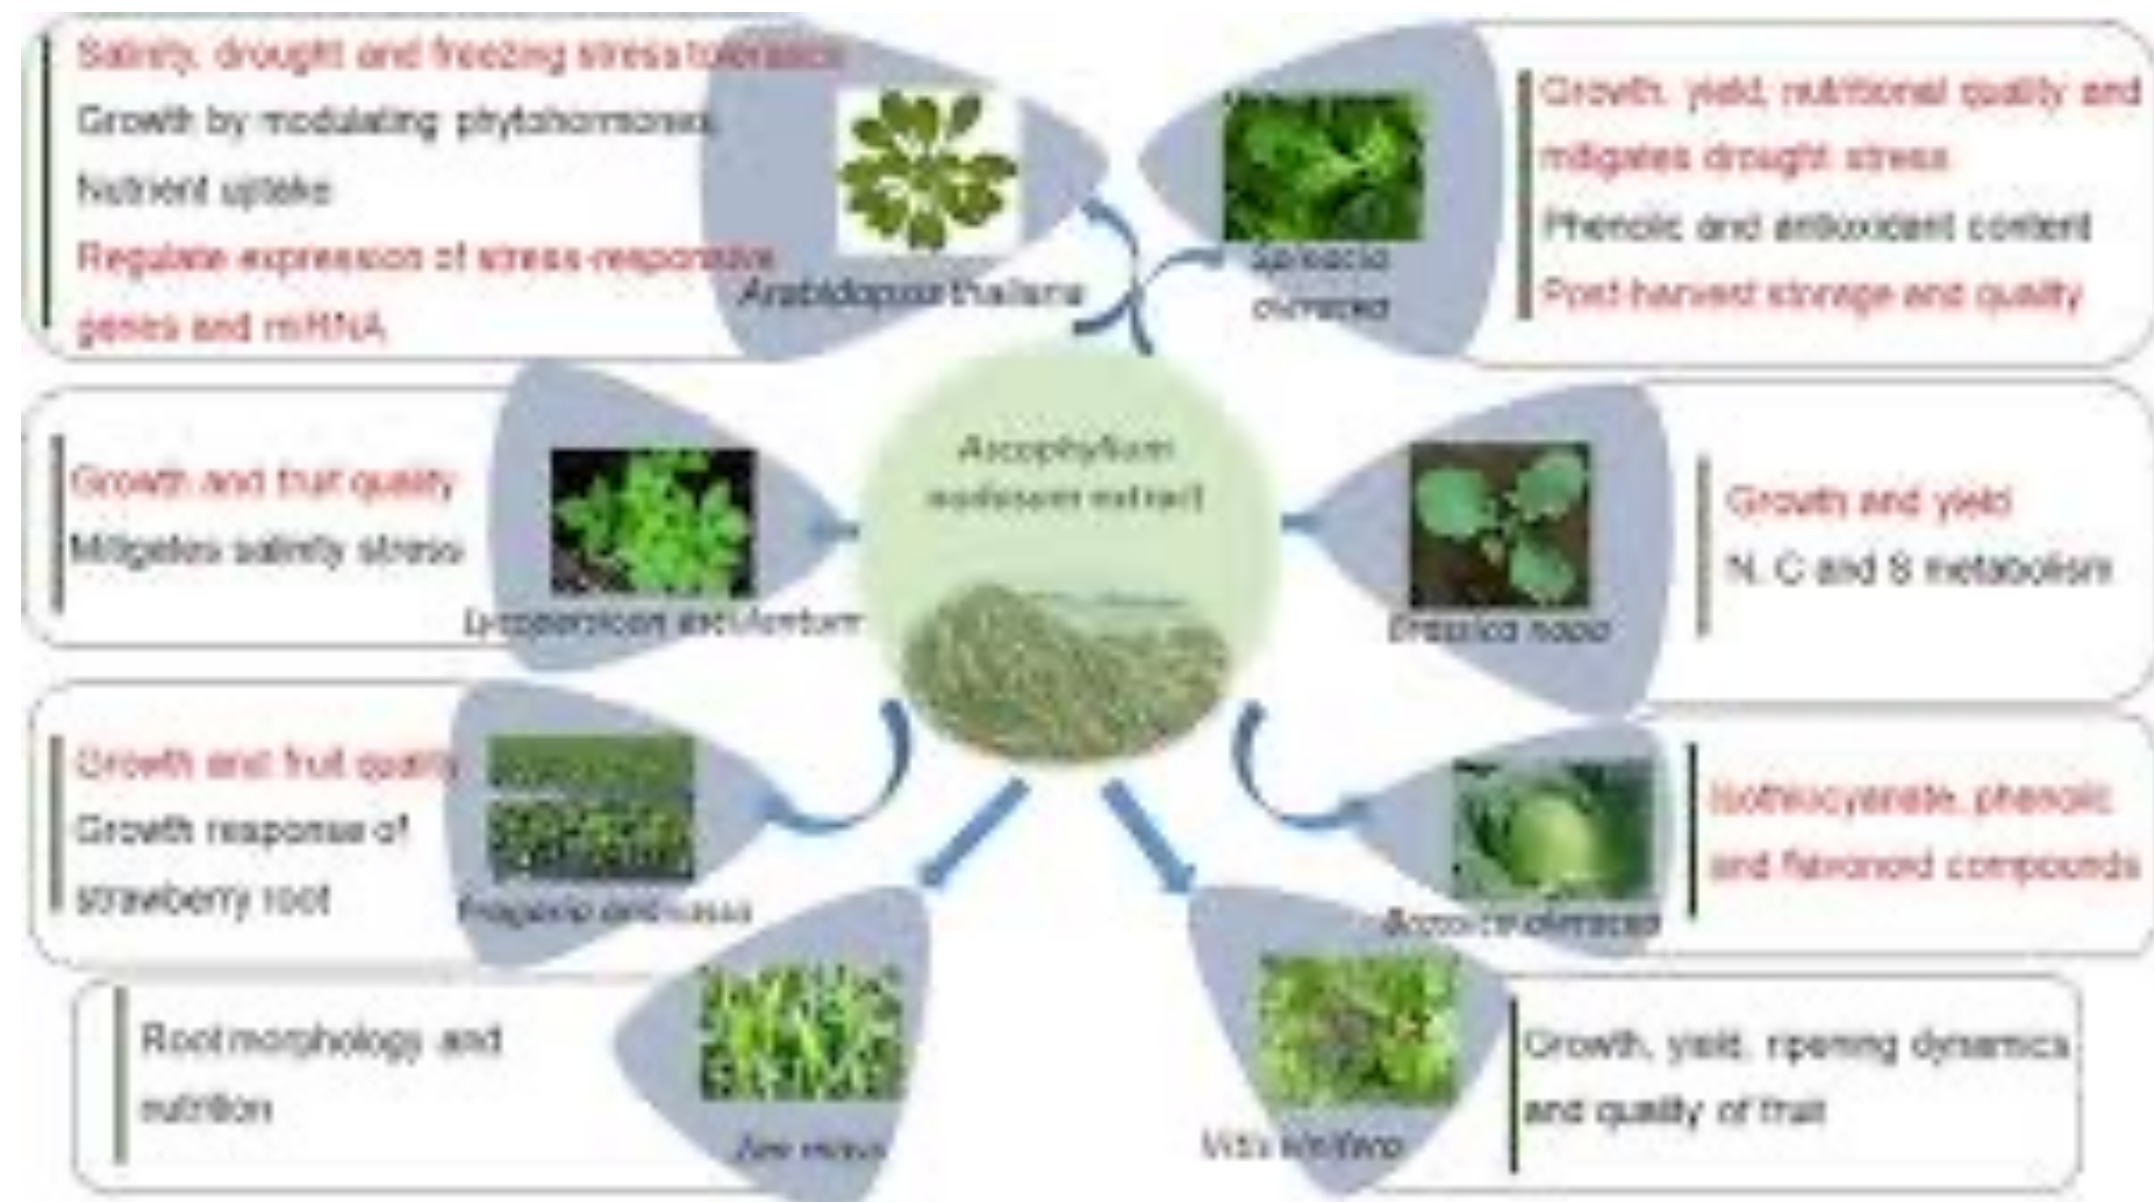 Salinity, drought and freezing stress tolerance
Growth by modulating phytohormones
Nutrient uptake
Regulate expression of stress-responsive
genes and miRNA
Arabidopsis thaliana
Growth, yield, nutritional quality and
mitigates drought stress
Phenolic and antioxidant content
Post-harvest storage and quality
Spinacia
oleracea
Ascophyllum
nodosum extract
Growth and fruit quality
Mitigates salinity stress
Lycopersicon esculentum
Growth and yield
N, C and S metabolism
Brassica napa
Growth and fruit quality
Growth response of
strawberry root
Fragaria
Isothiocyanate, phenolic
and flavonoid compounds
oleracea
Root morphology and
nutrition
Zea mays
Growth, yield, ripening dynamics
and quality of fruit
Vitis vinifera